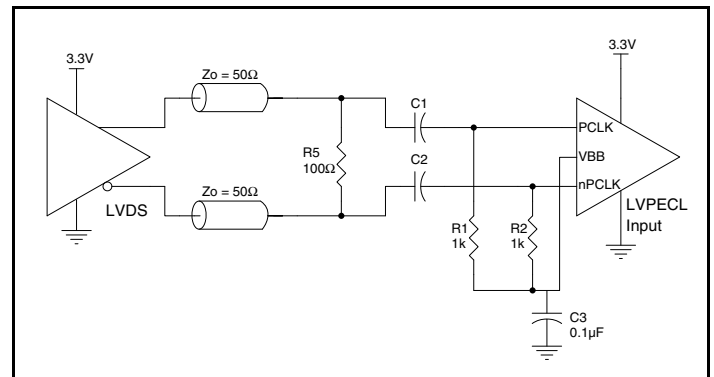 3.3V
3.3V
Zo = 50Ω
C1
PCLK
R5
100Ω
VBB
C2
nPCLK
Zo = 50Ω
LVDS
LVPECL
Input
R1
1k
R2
1k
C3
0.1µF